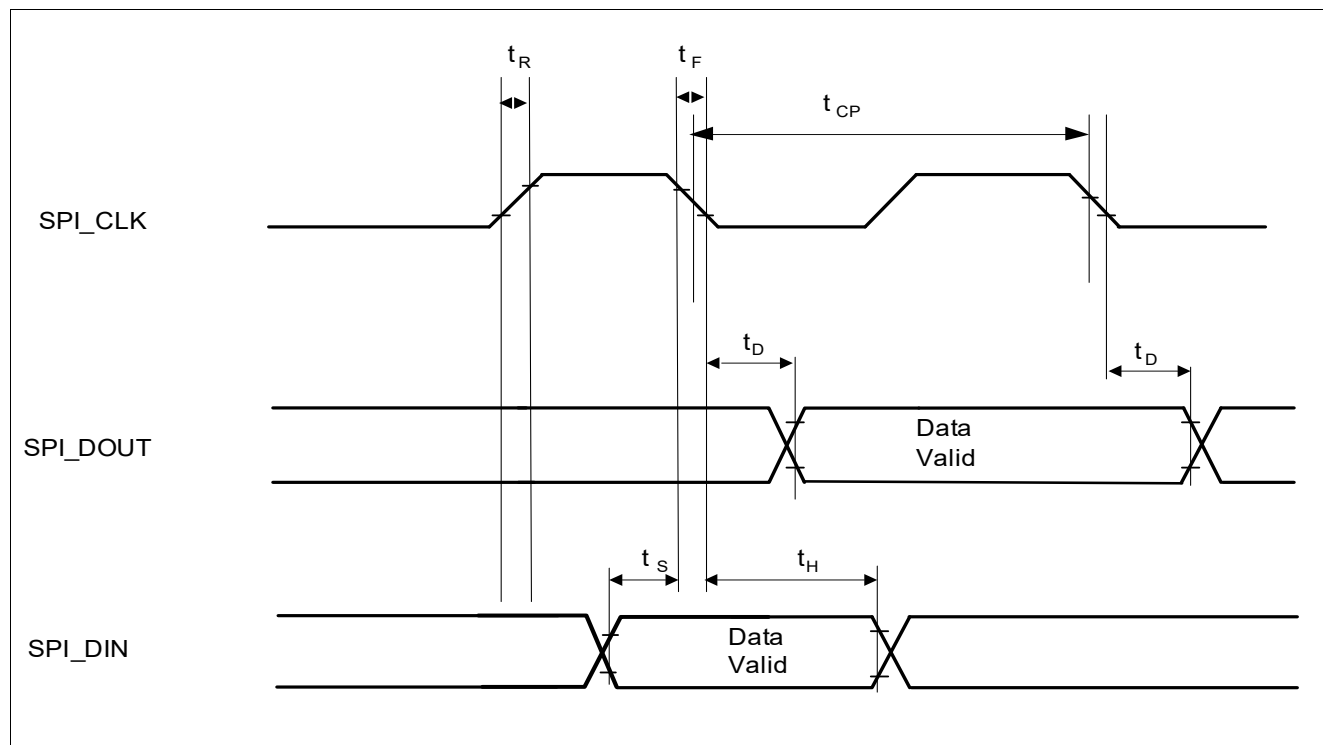 t R
t F
t CP
SPI_CLK
t D
t D
SPI_DOUT
Data
Valid
t S
t H
SPI_DIN
Data
Valid